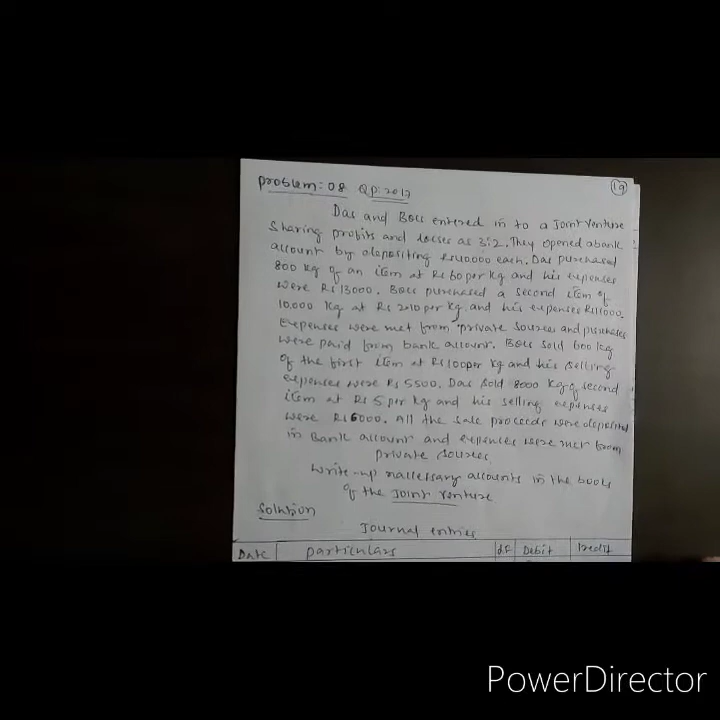 problem: 08 QP: 2017
19
Das and Bose entered in to a Joint venture
Sharing profits and losses as 3:2. They opened a bank
account by depositing Rs 40000 each. Das purchased
800 kg of an item at Rs 60 per kg and his expenses
were Rs 13000. Bose purchased a second item of
10,000 kg at Rs per kg and his expenses
Expenses were met from private sources and purchases
were paid from bank account. Bose sold 600 kg
of the first item at Rs 100 per kg and his selling
expenses were Rs 5500. Das sold 8000 kg of second
item at Rs 5 per kg and his selling expenses
were Rs 6000. All the sale proceeds were deposited
in Bank account and expenses were met from
private sources.
write-up nallessary accounts in the books
of the Joint venture
Solution
Journal entries
Date particulars LF Debit Kredit
PowerDirector